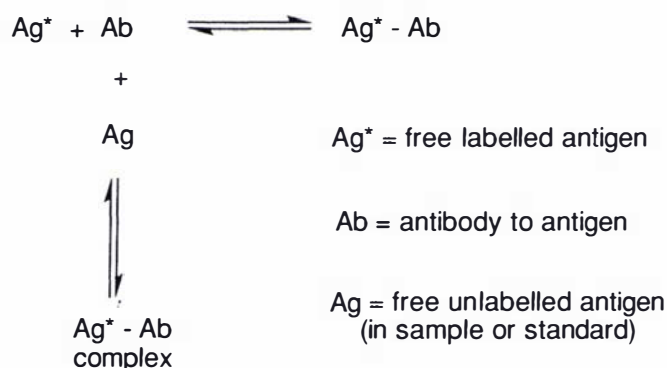 Ag* + Ab ⇌ Ag* - Ab
+
Ag
Ag* = free labelled antigen
Ab = antibody to antigen
Ag = free unlabelled antigen
(in sample or standard)
Ag* - Ab
complex